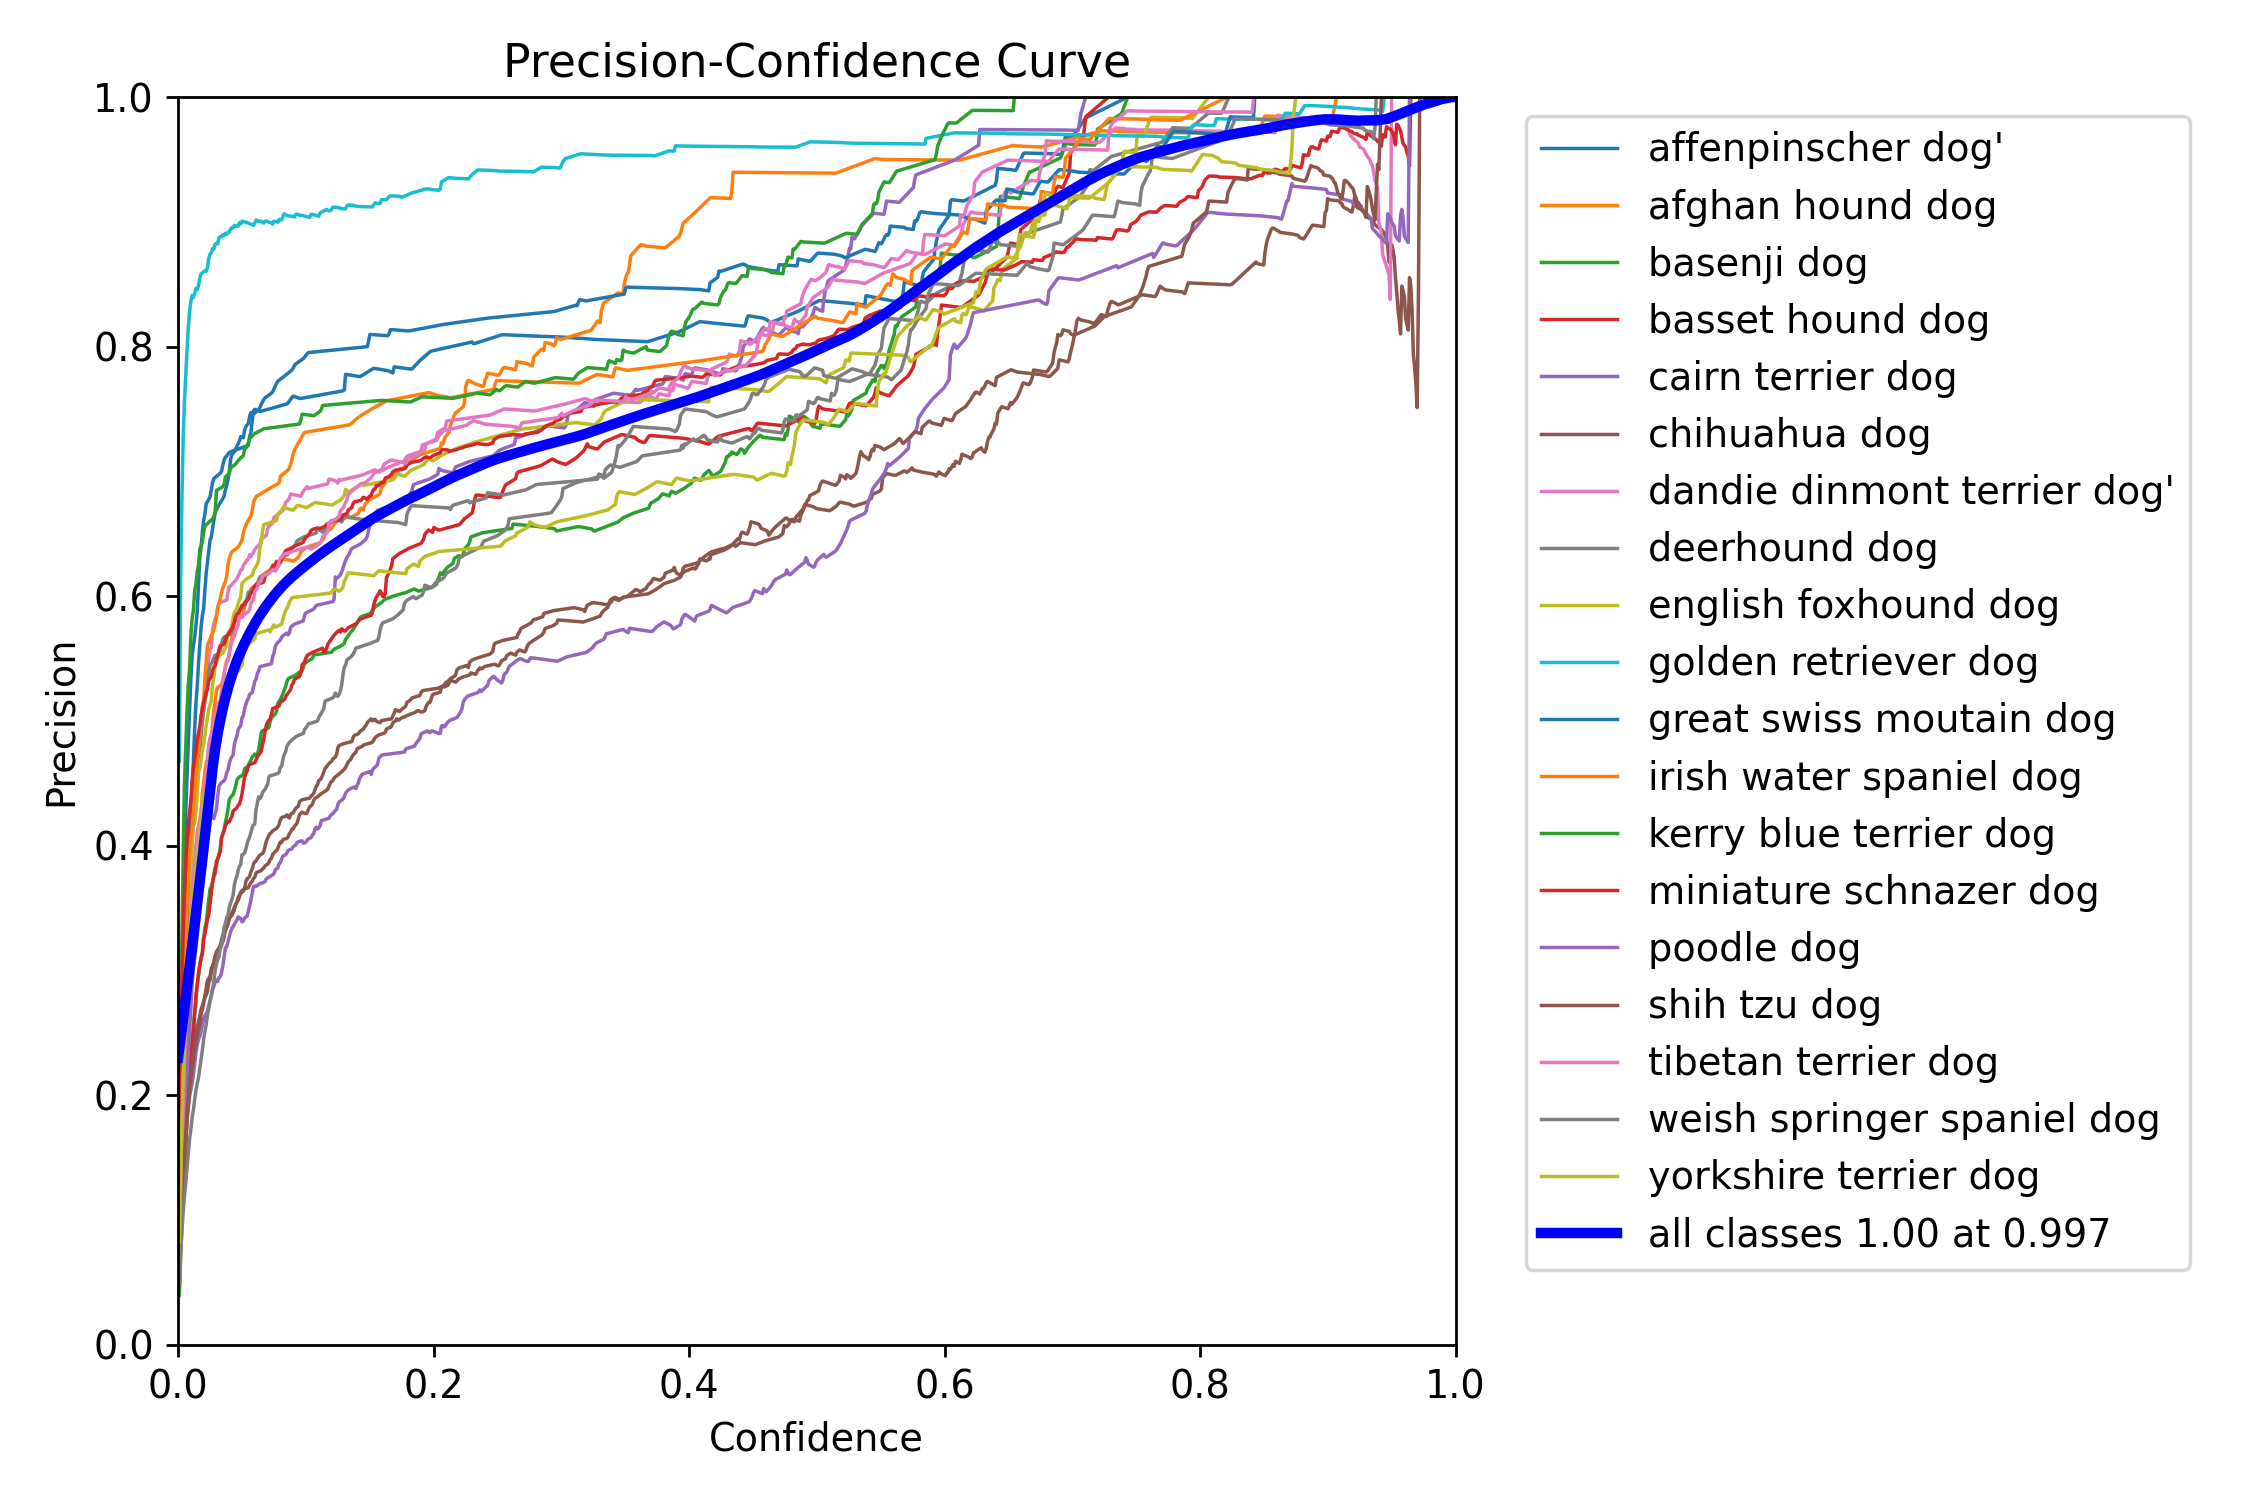 Precision-Confidence Curve
1.0
0.8
0.6
0.4
0.2
0.0
Precision
0.0 0.2 0.4 0.6 0.8 1.0
Confidence
affenpinscher dog'
afghan hound dog
basenji dog
basset hound dog
cairn terrier dog
chihuahua dog
dandie dinmont terrier dog'
deerhound dog
english foxhound dog
golden retriever dog
great swiss moutain dog
irish water spaniel dog
kerry blue terrier dog
miniature schnazer dog
poodle dog
shih tzu dog
tibetan terrier dog
weish springer spaniel dog
yorkshire terrier dog
all classes 1.00 at 0.997